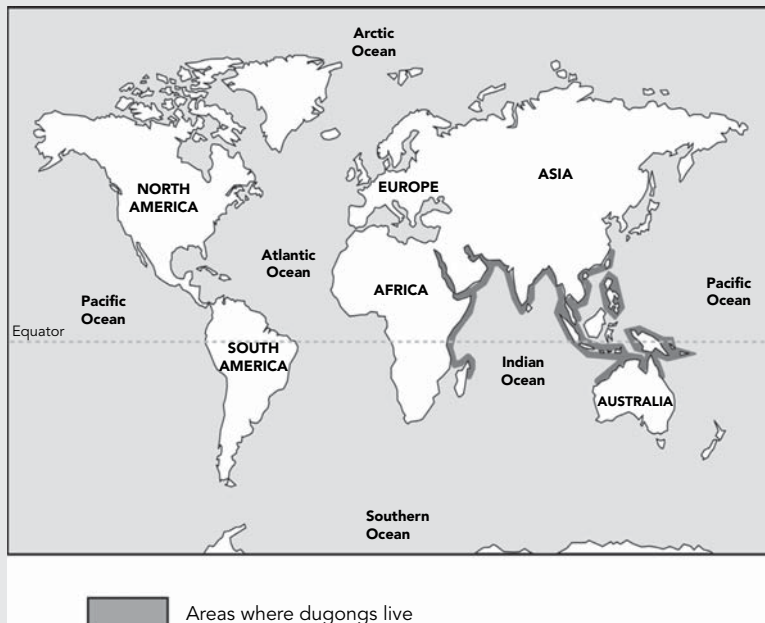 Arctic
Ocean
NORTH
AMERICA
EUROPE
ASIA
Atlantic
Ocean
AFRICA
Pacific
Ocean
Pacific
Ocean
Equator
SOUTH
AMERICA
Indian
Ocean
AUSTRALIA
Southern
Ocean
Areas where dugongs live